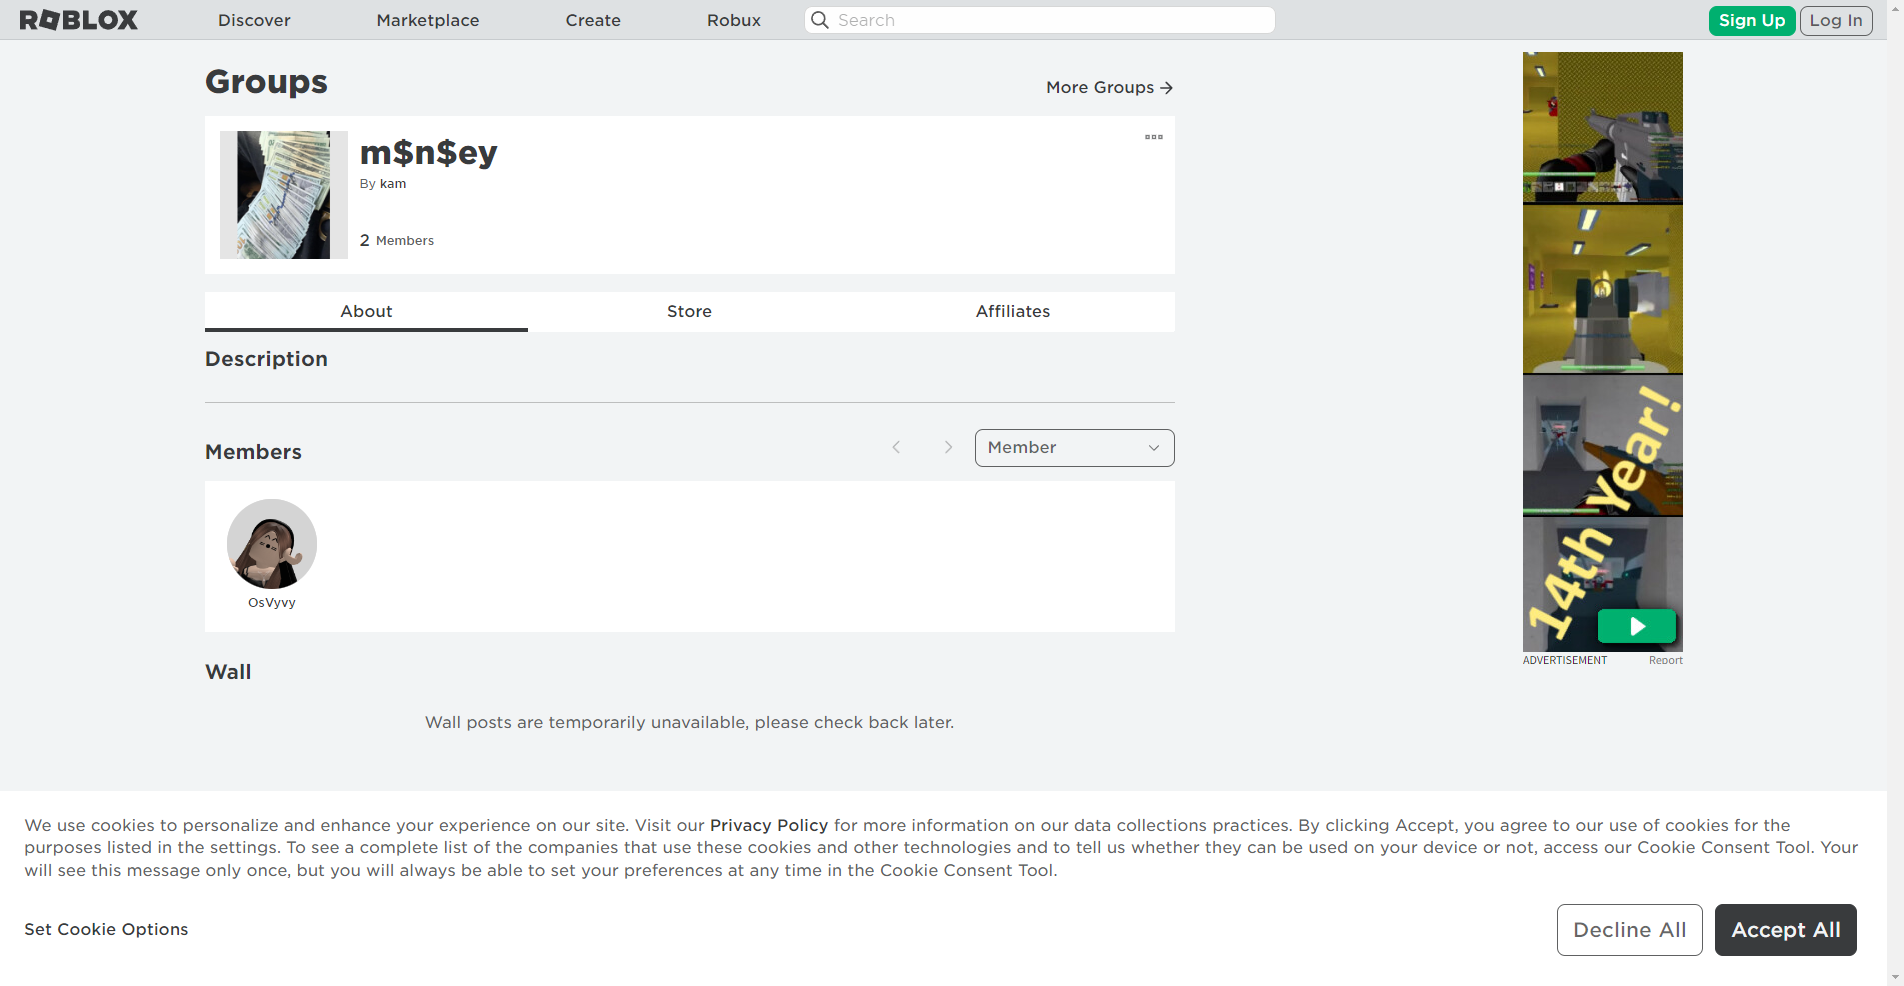 ROBLOX
Discover
Marketplace
Create
Robux
Search
Sign Up
Log In
Groups
More Groups
m$n$ey
By kam
2 Members
About
Store
Affiliates
Description
Members
Member
OsVyvy
Wall
Wall posts are temporarily unavailable, please check back later.
14th Year!
ADVERTISEMENT
Report
We use cookies to personalize and enhance your experience on our site. Visit our Privacy Policy for more information on our data collections practices. By clicking Accept, you agree to our use of cookies for the
purposes listed in the settings. To see a complete list of the companies that use these cookies and other technologies and to tell us whether they can be used on your device or not, access our Cookie Consent Tool. Your
will see this message only once, but you will always be able to set your preferences at any time in the Cookie Consent Tool.
Set Cookie Options
Decline All
Accept All